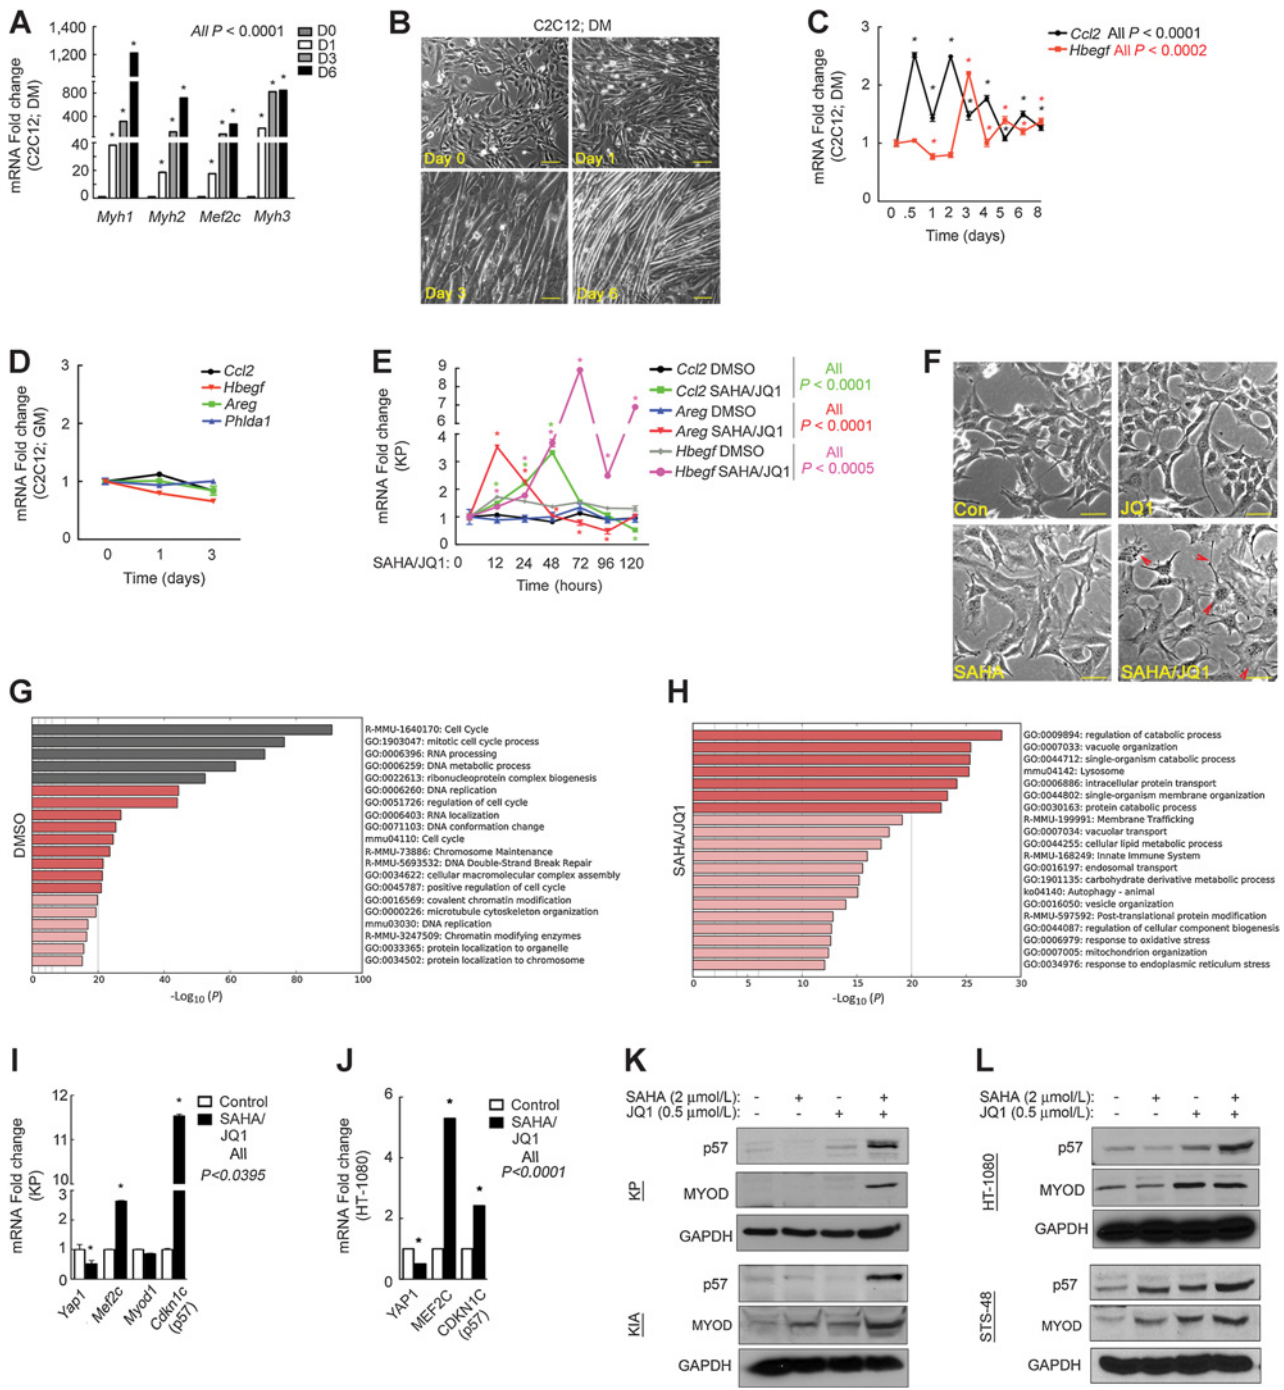 A
1,400
1,200
800
400
40
20
0
mRNA Fold change
(C2C12; DM)
All P < 0.0001
D0
D1
D3
D6
Myh1 Myh2 Mef2c Myh3
B
C2C12; DM
Day 0
Day 1
Day 3
C
3
2
1
0
mRNA Fold change
(C2C12; DM)
Ccl2 All P < 0.0001
Hbegf All P < 0.0002
0 .5 1 2 3 4 5 6 8
Time (days)
D
3
2
1
0
mRNA Fold change
(C2C12; GM)
Ccl2
Hbegf
Areg
Phlda1
0 1 3
Time (days)
E
9
8
7
6
4
3
2
1
0
mRNA Fold change
(KP)
Ccl2 DMSO
Ccl2 SAHA/JQ1
All
P < 0.0001
Areg DMSO
Areg SAHA/JQ1
All
P < 0.0001
Hbegf DMSO
Hbegf SAHA/JQ1
All
P < 0.0005
SAHA/JQ1: 0 12 24 48 72 96 120
Time (hours)
F
Con
JQ1
SAHA
SAHA/JQ1
G
DMSO
R-MMU-1640170: Cell Cycle
GO:1903047: mitotic cell cycle process
GO:0006396: RNA processing
GO:0006259: DNA metabolic process
GO:0022613: ribonucleoprotein complex biogenesis
GO:0006260: DNA replication
GO:0051726: regulation of cell cycle
GO:0006403: RNA localization
GO:0071103: DNA conformation change
mmu04110: Cell cycle
R-MMU-73886: Chromosome Maintenance
R-MMU-5693532: DNA Double-Strand Break Repair
GO:0034622: cellular macromolecular complex assembly
GO:0045787: positive regulation of cell cycle
GO:0016569: covalent chromatin modification
GO:0000226: microtubule cytoskeleton organization
mmu03030: DNA replication
R-MMU-3247509: Chromatin modifying enzymes
GO:0033365: protein localization to organelle
GO:0034502: protein localization to chromosome
0 20 40 60 80 100
-Log10 (P)
H
SAHA/JQ1
GO:0009894: regulation of catabolic process
GO:0007033: vacuole organization
GO:0044712: single-organism catabolic process
mmu04142: Lysosome
GO:0006886: intracellular protein transport
GO:0044802: single-organism membrane organization
GO:0030163: protein catabolic process
R-MMU-199991: Membrane Trafficking
GO:0007034: vacuolar transport
GO:0044255: cellular lipid metabolic process
R-MMU-168249: Innate Immune System
GO:0016197: endosomal transport
GO:1901135: carbohydrate derivative metabolic process
ko04140: Autophagy - animal
GO:0016050: vesicle organization
R-MMU-597592: Post-translational protein modification
GO:0044087: regulation of cellular component biogenesis
GO:0006979: response to oxidative stress
GO:0007005: mitochondrion organization
GO:0034976: response to endoplasmic reticulum stress
0 5 10 15 20 25 30
-Log10 (P)
I
12
11
10
3
2
1
0
mRNA Fold change
(KP)
Control
SAHA/
JQ1
All
P<0.0395
Yap1
Mef2c
Myod1
Cdkn1c
(p57)
J
6
4
2
0
mRNA Fold change
(HT-1080)
Control
SAHA/
JQ1
All
P<0.0001
YAP1
MEF2C
CDKN1C
(p57)
K
SAHA (2 µmol/L): - + - +
JQ1 (0.5 µmol/L): - - + +
KP
p57
MYOD
GAPDH
KIA
p57
MYOD
GAPDH
L
SAHA (2 µmol/L): - + - +
JQ1 (0.5 µmol/L): - - + +
HT-1080
p57
MYOD
GAPDH
STS-48
p57
MYOD
GAPDH